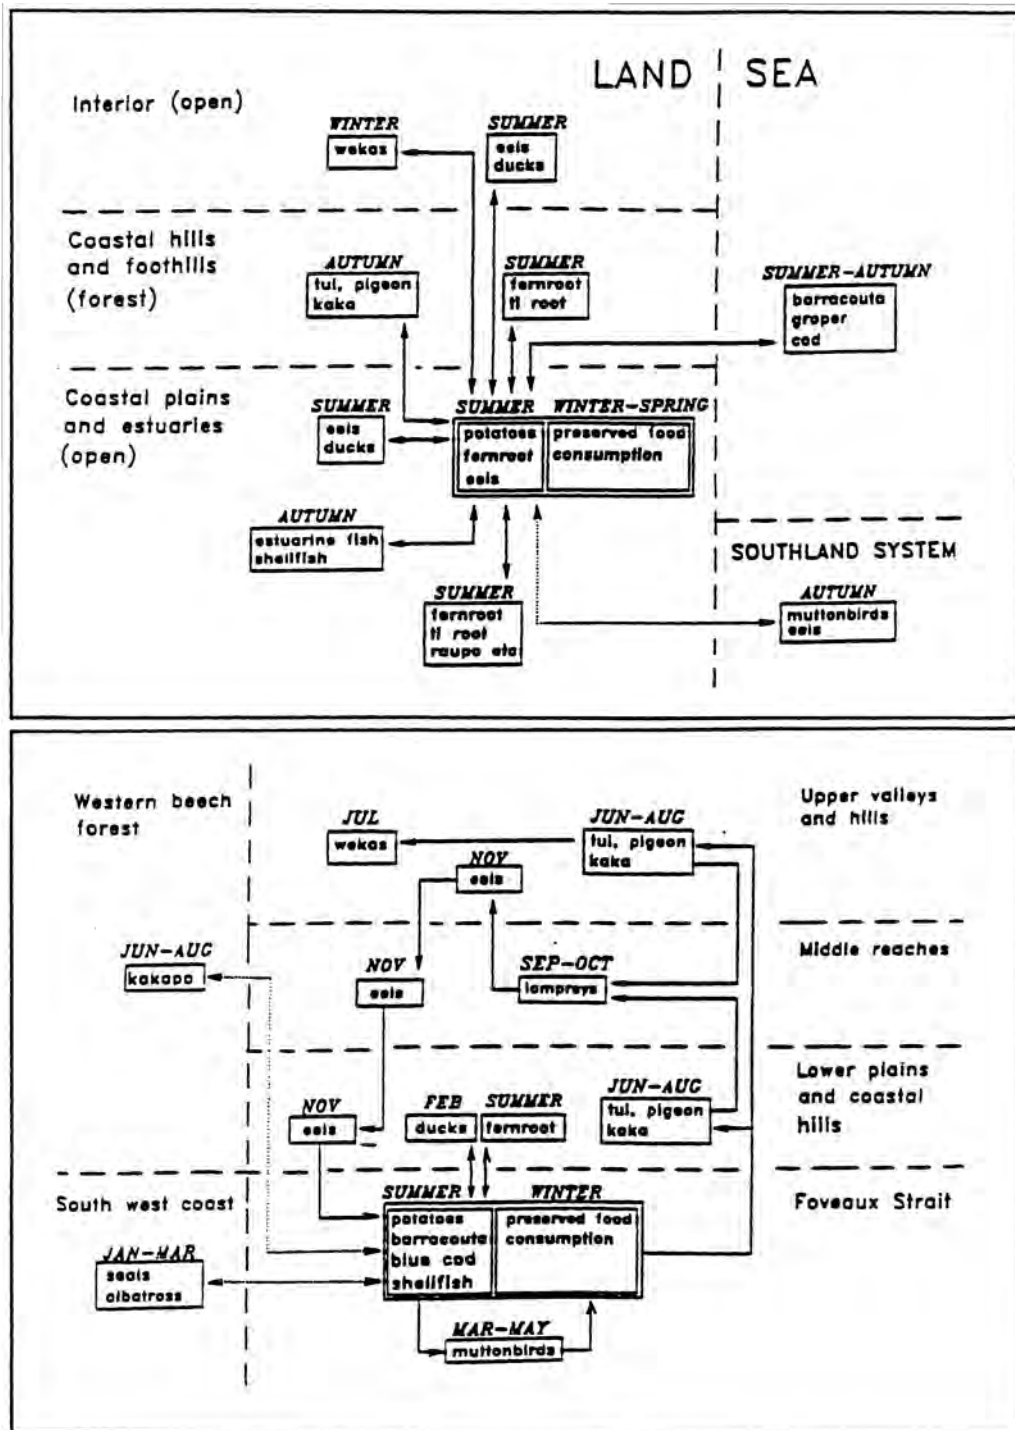 LAND SEA
Interior (open)
WINTER
wekas
SUMMER
eels
ducks
Coastal hills
and foothills
(forest)
AUTUMN
tui, pigeon
kaka
SUMMER
fernroot
ti root
SUMMER-AUTUMN
barracouta
groper
cod
Coastal plains
and estuaries
(open)
SUMMER
eels
ducks
SUMMER
potatoes
fernroot
eels
WINTER-SPRING
preserved food
consumption
AUTUMN
estuarine fish
shellfish
SUMMER
fernroot
ti root
raupo etc
SOUTHLAND SYSTEM
AUTUMN
muttonbirds
eels
Western beech
forest
Upper valleys
and hills
JUL
wekas
JUN-AUG
tui, pigeon
kaka
NOV
eels
Middle reaches
JUN-AUG
kakapo
NOV
eels
SEP-OCT
lampreys
Lower plains
and coastal
hills
NOV
eels
FEB
ducks
SUMMER
fernroot
JUN-AUG
tui, pigeon
kaka
South west coast
Foveaux Strait
SUMMER
potatoes
barracouta
blue cod
shellfish
WINTER
preserved food
consumption
JAN-MAR
seals
albatross
MAR-MAY
muttonbirds